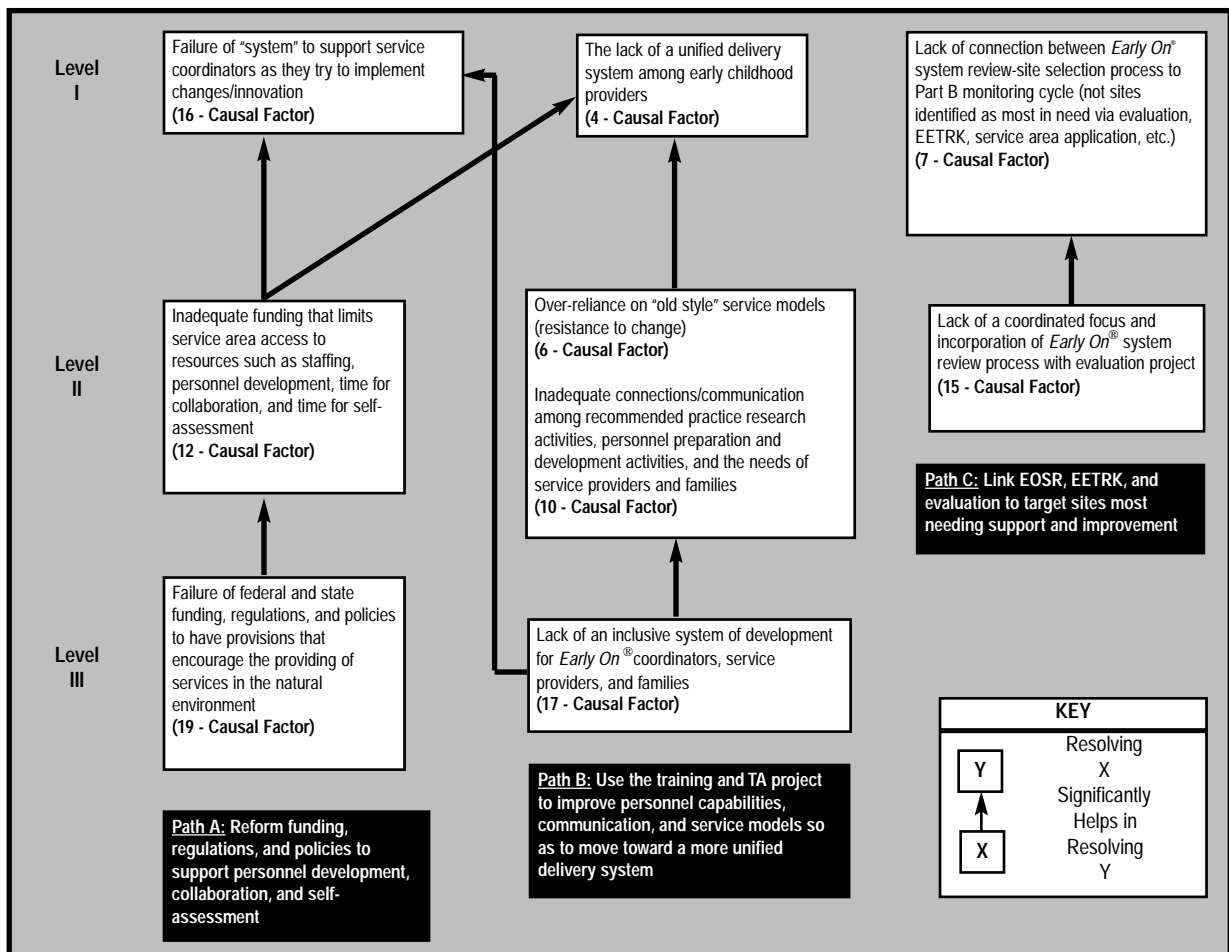 Level
I
Failure of “system” to support service
coordinators as they try to implement
changes/innovation
(16 - Causal Factor)
The lack of a unified delivery
system among early childhood
providers
(4 - Causal Factor)
Lack of connection between Early On®
system review-site selection process to
Part B monitoring cycle (not sites
identified as most in need via evaluation,
EETRK, service area application, etc.)
(7 - Causal Factor)
Level
II
Inadequate funding that limits
service area access to
resources such as staffing,
personnel development, time for
collaboration, and time for self-
assessment
(12 - Causal Factor)
Over-reliance on “old style” service models
(resistance to change)
(6 - Causal Factor)
Inadequate connections/communication
among recommended practice research
activities, personnel preparation and
development activities, and the needs of
service providers and families
(10 - Causal Factor)
Lack of a coordinated focus and
incorporation of Early On® system
review process with evaluation project
(15 - Causal Factor)
Path C: Link EOSR, EETRK, and
evaluation to target sites most
needing support and improvement
Level
III
Failure of federal and state
funding, regulations, and policies
to have provisions that
encourage the providing of
services in the natural
environment
(19 - Causal Factor)
Lack of an inclusive system of development
for Early On ® coordinators, service
providers, and families
(17 - Causal Factor)
Path A: Reform funding,
regulations, and policies to
support personnel development,
collaboration, and self-
assessment
Path B: Use the training and TA project
to improve personnel capabilities,
communication, and service models so
as to move toward a more unified
delivery system
KEY
Y
X
Resolving
X
Significantly
Helps in
Resolving
Y